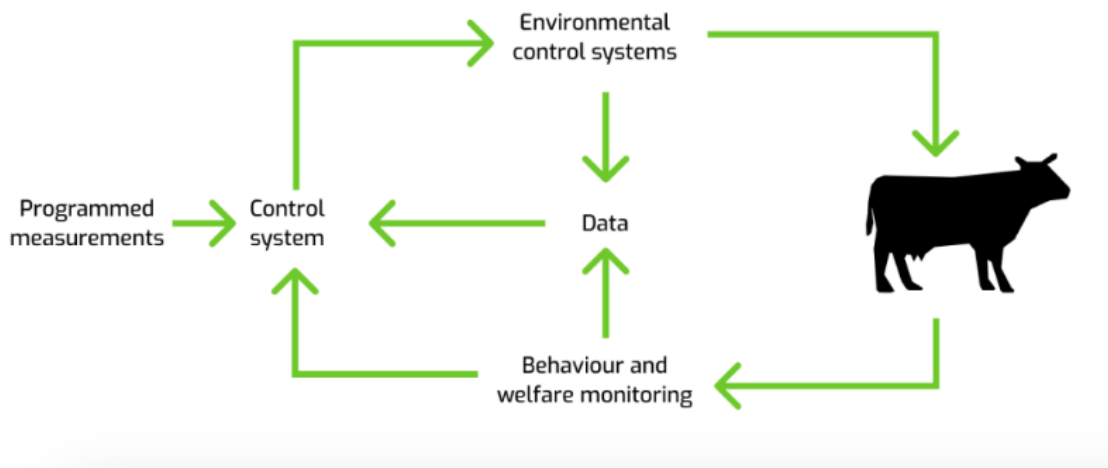 Environmental
control systems
Programmed
measurements
Control
system
Data
Behaviour and
welfare monitoring